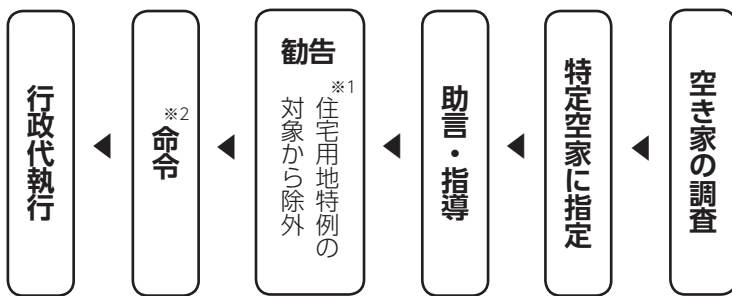 空き家の調査
特定空家に指定
助言・指導
勧告
※1
住宅用地特例の
対象から除外
※2
命令
行政代執行